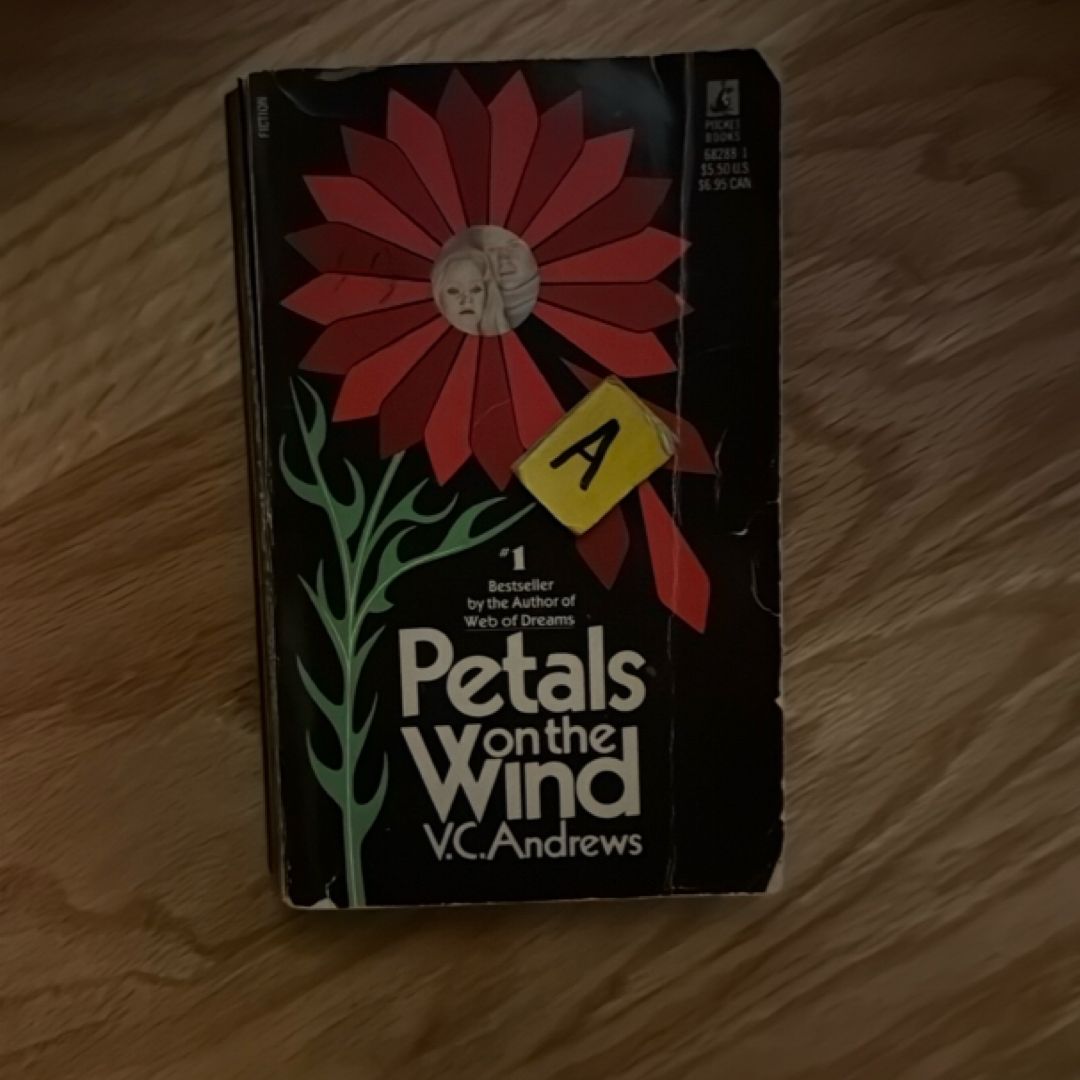 FICTION
POCKET
BOOKS
68288-1
$5.50 U.S.
$6.95 CAN
A
#1
Bestseller
by the Author of
Web of Dreams
Petals
on the
Wind
V.C. Andrews